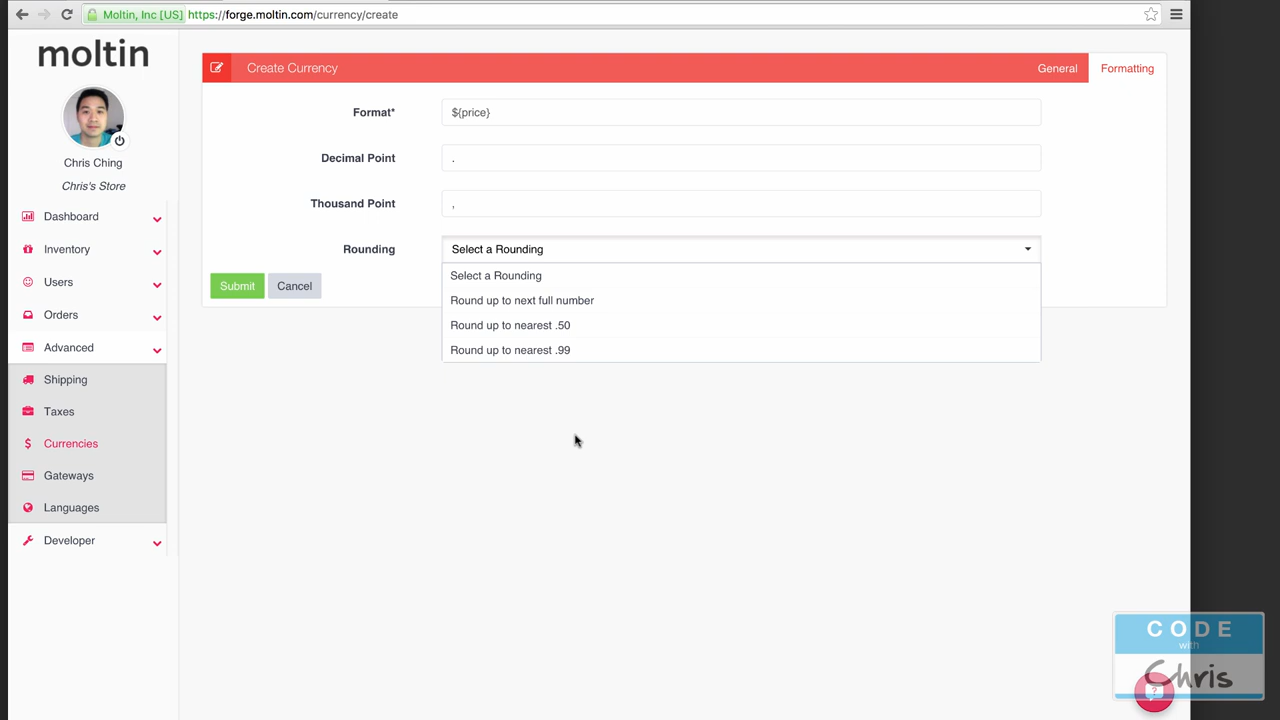 Moltin, Inc [US] https://forge.moltin.com/currency/create
moltin
Chris Ching
Chris's Store
Dashboard
Inventory
Users
Orders
Advanced
Shipping
Taxes
$ Currencies
Gateways
Languages
Developer
Create Currency
General
Formatting
Format* ${price}
Decimal Point .
Thousand Point ,
Rounding Select a Rounding
Select a Rounding
Round up to next full number
Round up to nearest .50
Round up to nearest .99
Submit
Cancel
CODE
with
Chris
?